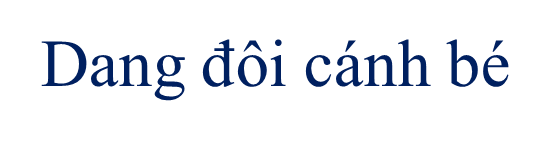 Dang đôi cánh bé